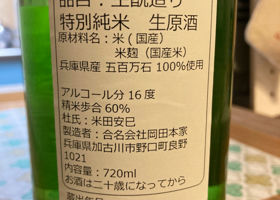 品目：生酛造り
特別純米　生原酒
原材料名：米（国産）
米麹（国産米）
兵庫県産 五百万石 100%使用
アルコール分 16度
精米歩合60%
杜氏：米田安巳
製造者：合名会社岡田本家
兵庫県加古川市野口町良野
1021
内容量：720ml
お酒は二十歳になってから